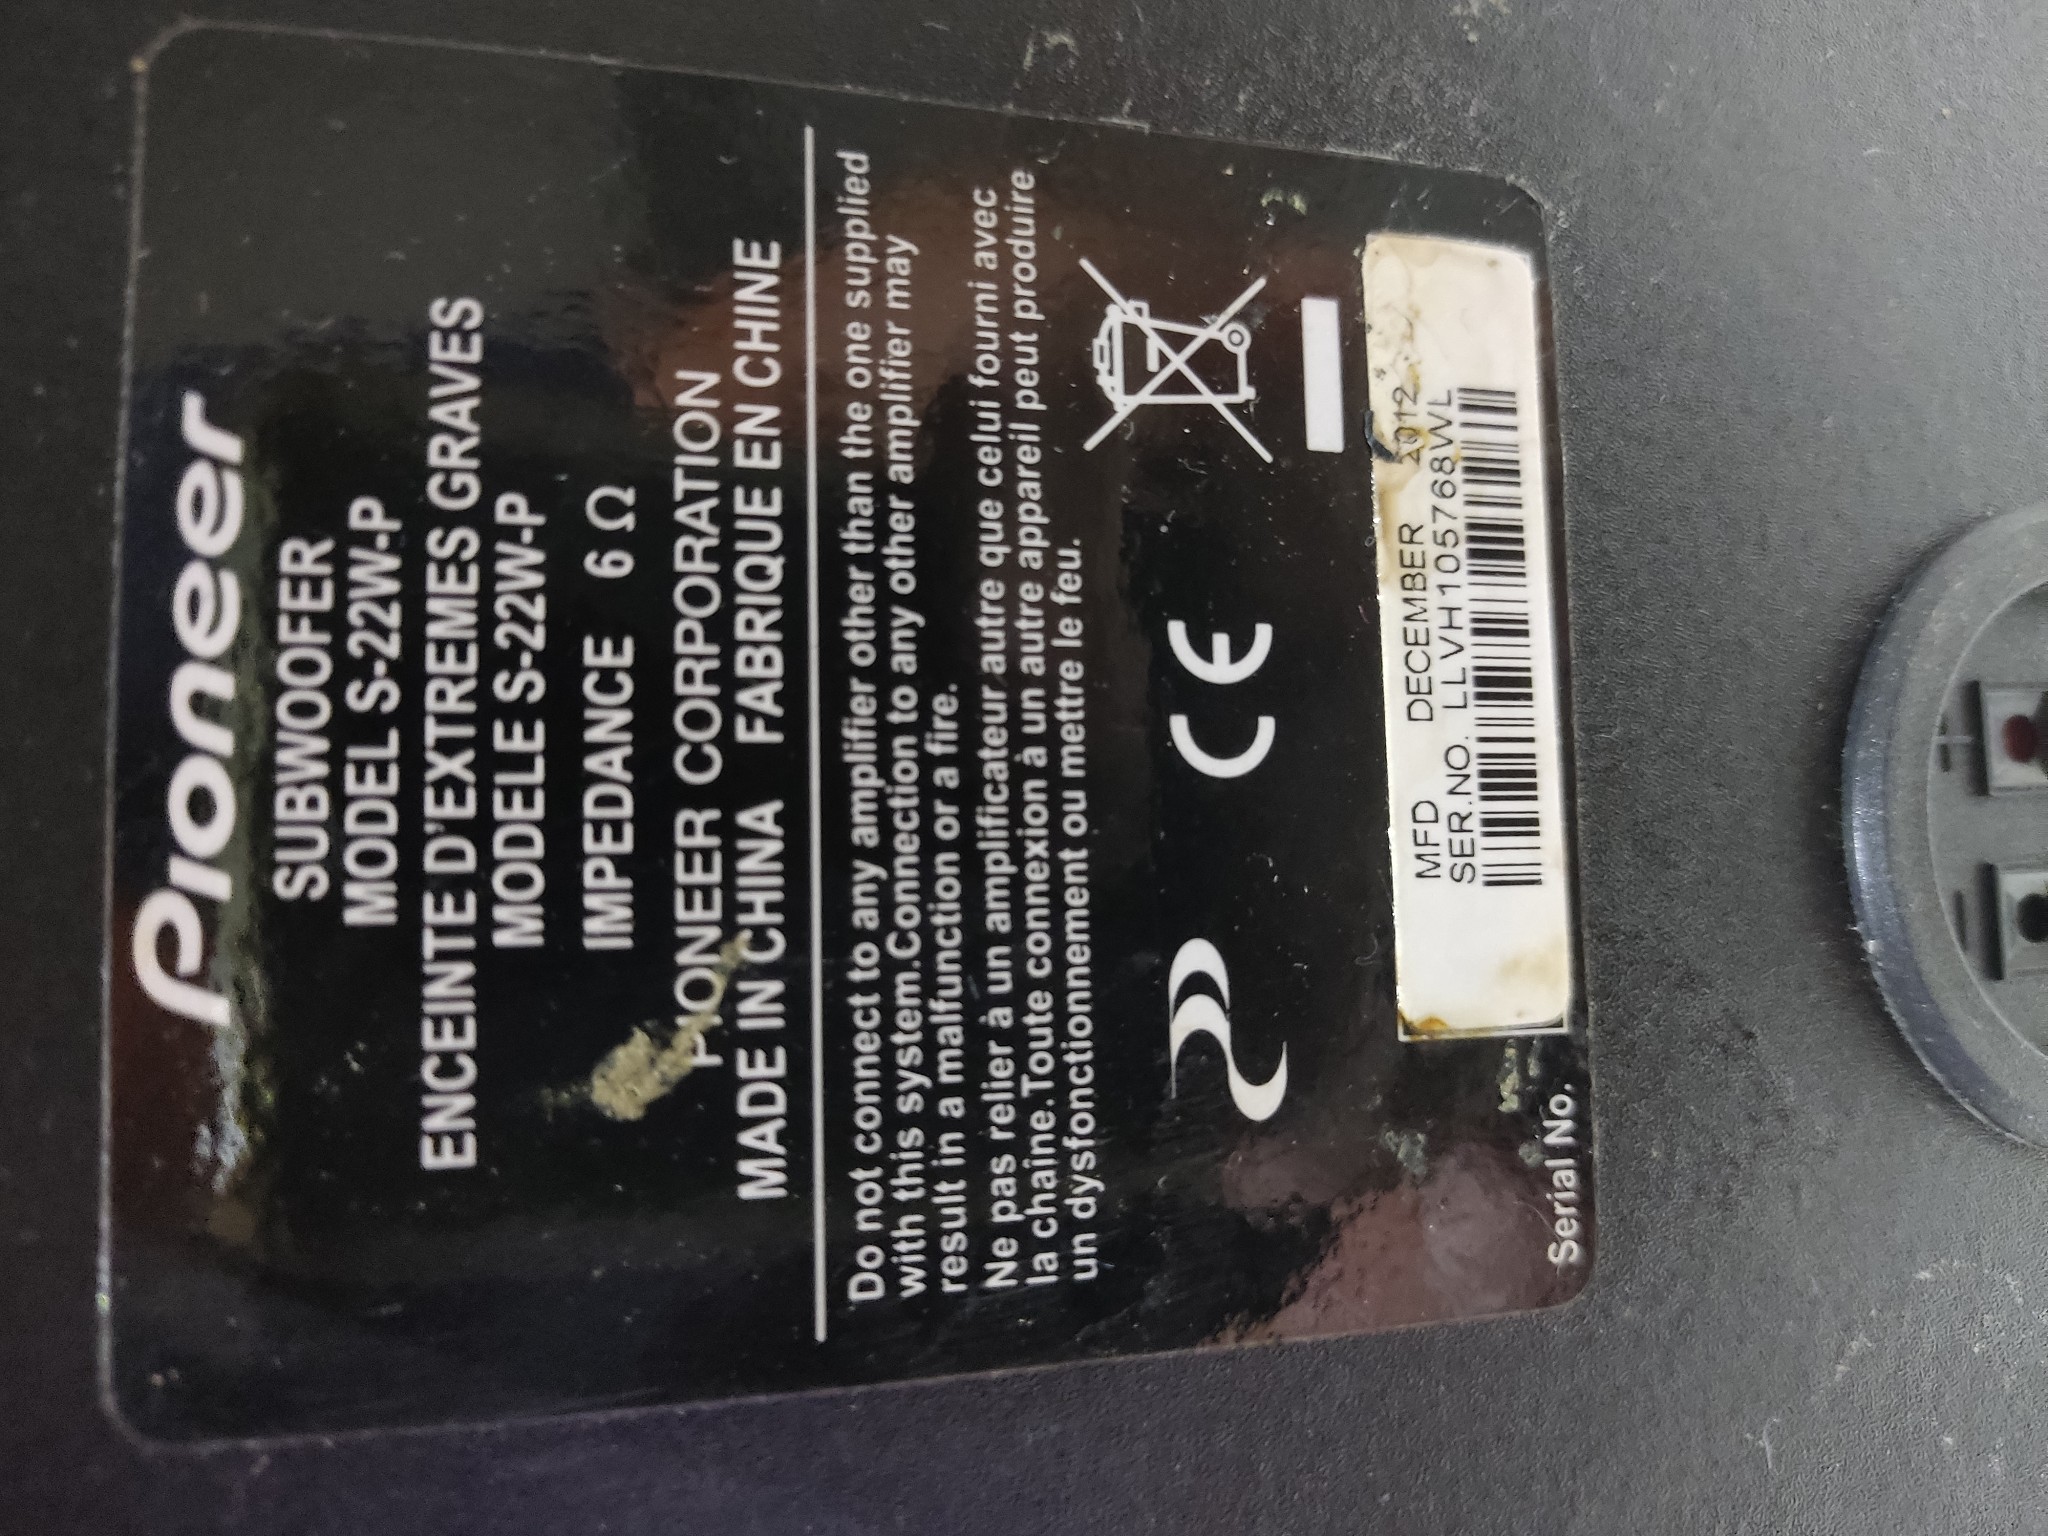 Pioneer
SUBWOOFER
MODEL S-22W-P
ENCEINTE D'EXTREMES GRAVES
MODELE S-22W-P
IMPEDANCE 6 Ω
PIONEER CORPORATION
MADE IN CHINA FABRIQUE EN CHINE
Do not connect to any amplifier other than the one supplied
with this system.Connection to any other amplifier may
result in a malfunction or a fire.
Ne pas relier à un amplificateur autre que celui fourni avec
la chaîne.Toute connexion à un autre appareil peut produire
un dysfonctionnement ou mettre le feu.
CE
MFD DECEMBER 2012
SER.NO. LLVH105768WL
Serial No.